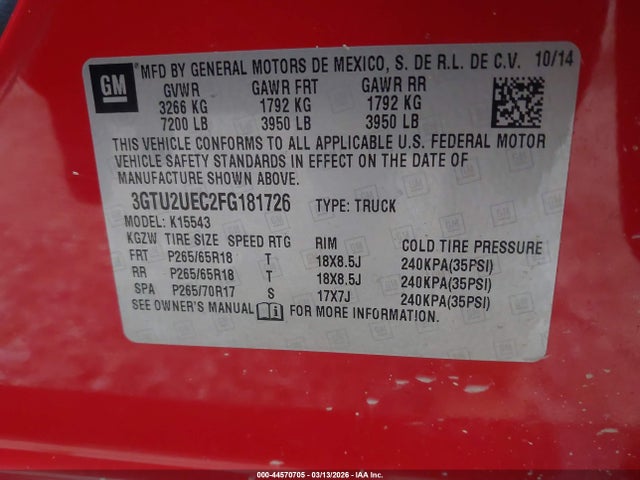 GM
MFD BY GENERAL MOTORS DE MEXICO, S. DE R.L. DE C.V. 10/14
GVWR GAWR FRT GAWR RR
3266 KG 1792 KG 1792 KG
7200 LB 3950 LB 3950 LB
THIS VEHICLE CONFORMS TO ALL APPLICABLE U.S. FEDERAL MOTOR
VEHICLE SAFETY STANDARDS IN EFFECT ON THE DATE OF
MANUFACTURE SHOWN ABOVE.
3GTU2UEC2FG181726 TYPE: TRUCK
MODEL: K15543
KGZW TIRE SIZE SPEED RTG RIM COLD TIRE PRESSURE
FRT P265/65R18 T 18X8.5J 240KPA(35PSI)
RR P265/65R18 T 18X8.5J 240KPA(35PSI)
SPA P265/70R17 S 17X7J 240KPA(35PSI)
SEE OWNER'S MANUAL FOR MORE INFORMATION.
000-44570705 - 03/13/2026 - IAA Inc.